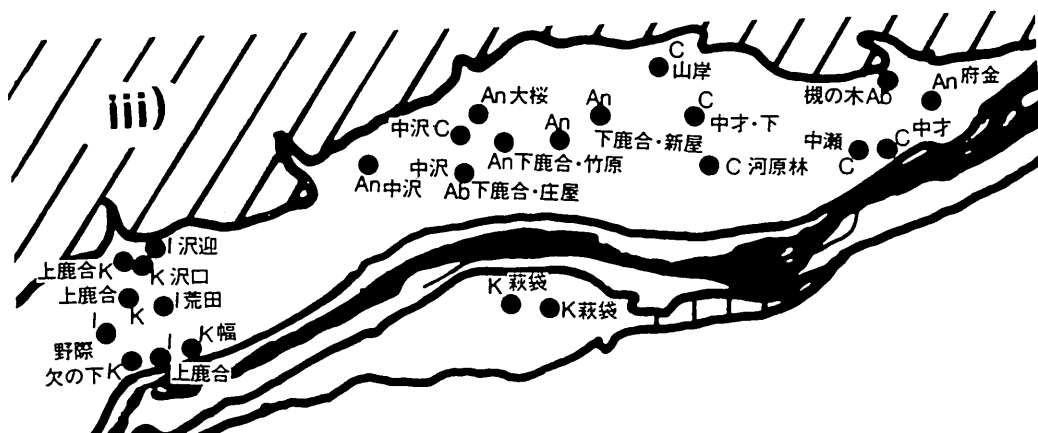 iii)
C
山岸
槻の木Ab
An 府金
An 大桜
An
C
中才・下
中沢 C
An
下鹿合・新屋
An 下鹿合・竹原
中瀬
C
C
中才
An 中沢
中沢
Ab 下鹿合・庄屋
C 河原林
I 沢迎
上鹿合 K
K 沢口
上鹿合
K
I 荒田
I
野際
K 幅
欠の下 K
I
上鹿合
K 萩袋
K 萩袋